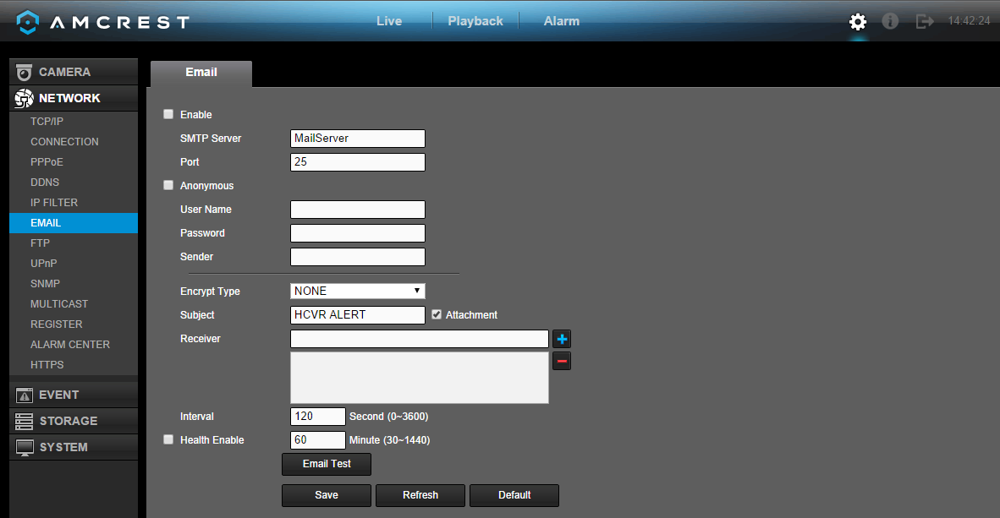 AMCREST
Live Playback Alarm 14:42:24
CAMERA
NETWORK
TCP/IP
CONNECTION
PPPoE
DDNS
IP FILTER
EMAIL
FTP
UPnP
SNMP
MULTICAST
REGISTER
ALARM CENTER
HTTPS
EVENT
STORAGE
SYSTEM
Email
Enable
SMTP Server MailServer
Port 25
Anonymous
User Name
Password
Sender
Encrypt Type NONE
Subject HCVR ALERT Attachment
Receiver
Interval 120 Second (0~3600)
Health Enable 60 Minute (30~1440)
Email Test
Save Refresh Default